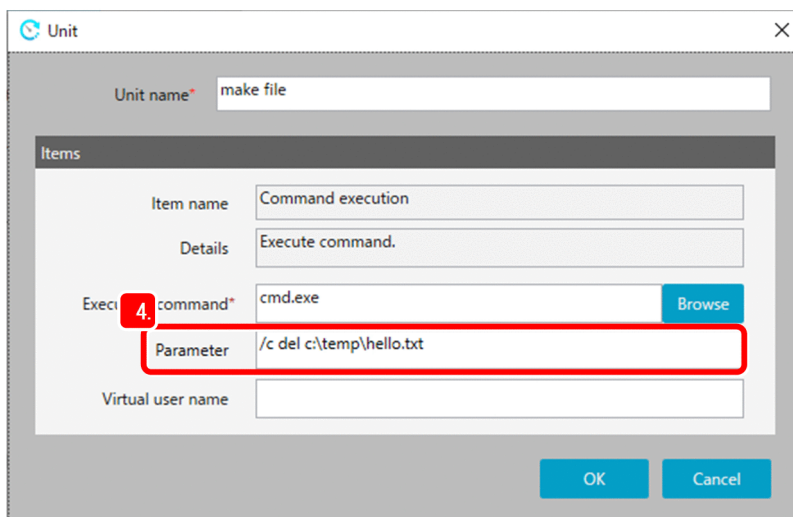 Unit
Unit name* make file
Items
Item name Command execution
Details Execute command.
4.
command* cmd.exe Browse
Parameter /c del c:\temp\hello.txt
Virtual user name
OK Cancel